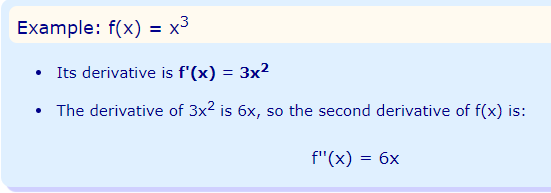 Example: f(x) = x³
• Its derivative is f'(x) = 3x²
• The derivative of 3x² is 6x, so the second derivative of f(x) is:
f''(x) = 6x